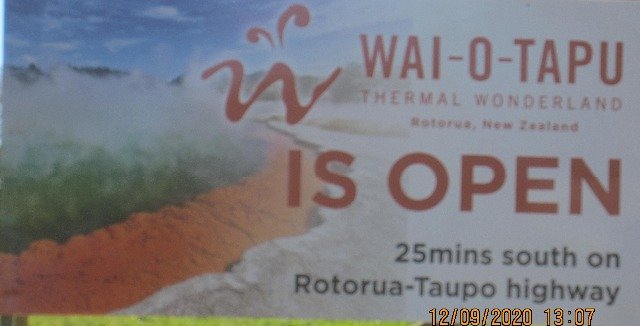 WAI-O-TAPU
THERMAL WONDERLAND
Rotorua, New Zealand
IS OPEN
25mins south on
Rotorua-Taupo highway
12/09/2020 13:07